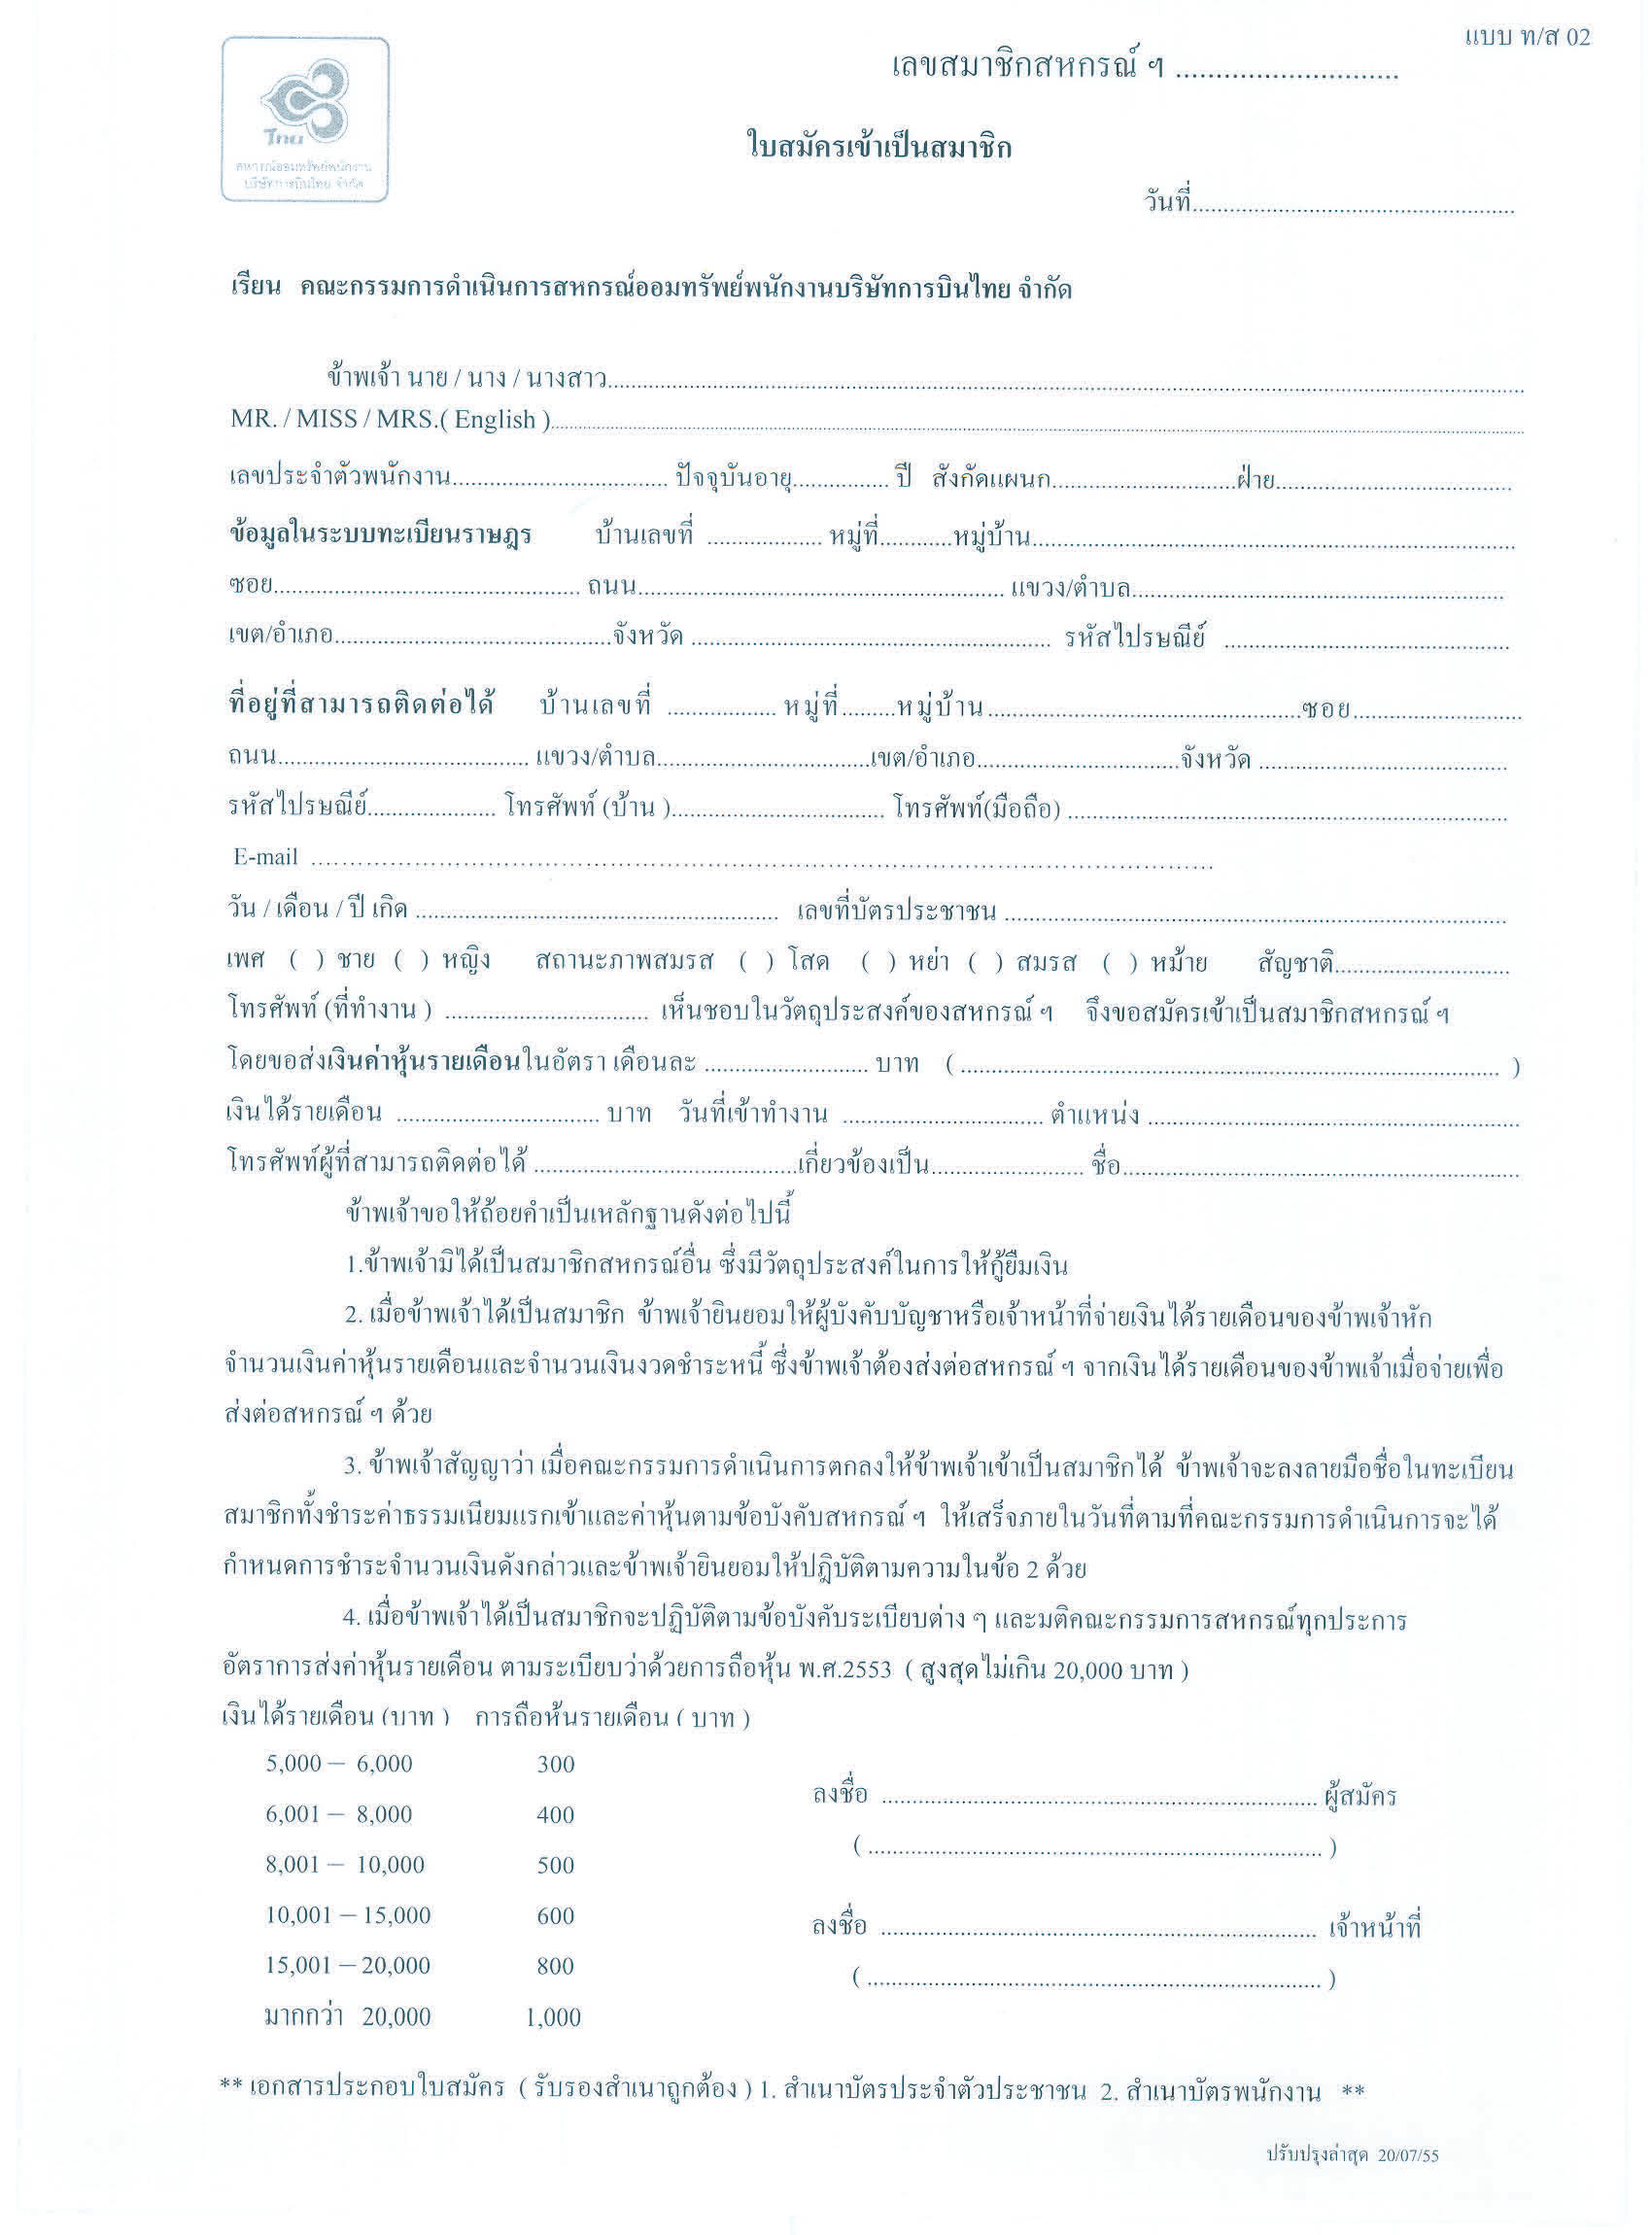 แบบ ท/ส 02
เลขสมาชิกสหกรณ์ ฯ ............................
ไทย
สหกรณ์ออมทรัพย์พนักงาน
บริษัทการบินไทย จำกัด
ใบสมัครเข้าเป็นสมาชิก
วันที่....................................................
เรียน คณะกรรมการดำเนินการสหกรณ์ออมทรัพย์พนักงานบริษัทการบินไทย จำกัด
ข้าพเจ้า นาย / นาง / นางสาว....................................................
MR. / MISS / MRS.( English )....................................................
เลขประจำตัวพนักงาน.................................. ปัจจุบันอายุ................ ปี สังกัดแผนก..............................ฝ่าย......................................
ข้อมูลในระบบทะเบียนราษฎร บ้านเลขที่ ................... หมู่ที่............หมู่บ้าน....................................................
ซอย.................................................. ถนน............................................................ แขวง/ตำบล............................................................
เขต/อำเภอ.............................................จังหวัด .......................................................... รหัสไปรษณีย์ ..............................................
ที่อยู่ที่สามารถติดต่อได้ บ้านเลขที่ ................. หมู่ที่.........หมู่บ้าน..................................................ซอย...........................
ถนน......................................... แขวง/ตำบล..................................เขต/อำเภอ.................................จังหวัด ........................................
รหัสไปรษณีย์..................... โทรศัพท์ (บ้าน )................................... โทรศัพท์(มือถือ) ......................................................................
E-mail ....................................................................................................
วัน / เดือน / ปี เกิด .......................................................... เลขที่บัตรประชาชน ..................................................................................
เพศ ( ) ชาย ( ) หญิง สถานะภาพสมรส ( ) โสด ( ) หย่า ( ) สมรส ( ) หม้าย สัญชาติ............................
โทรศัพท์ (ที่ทำงาน ) ................................. เห็นชอบในวัตถุประสงค์ของสหกรณ์ ฯ จึงขอสมัครเข้าเป็นสมาชิกสหกรณ์ ฯ
โดยขอส่งเงินค่าหุ้นรายเดือนในอัตรา เดือนละ ........................... บาท ( ........................................................................................ )
เงินได้รายเดือน ................................. บาท วันที่เข้าทำงาน ................................. ตำแหน่ง ............................................................
โทรศัพท์ผู้ที่สามารถติดต่อได้ ...........................................เกี่ยวข้องเป็น......................... ชื่อ................................................................
ข้าพเจ้าขอให้ถ้อยคำเป็นเหลักฐานดังต่อไปนี้
1.ข้าพเจ้ามิได้เป็นสมาชิกสหกรณ์อื่น ซึ่งมีวัตถุประสงค์ในการให้กู้ยืมเงิน
2. เมื่อข้าพเจ้าได้เป็นสมาชิก ข้าพเจ้ายินยอมให้ผู้บังคับบัญชาหรือเจ้าหน้าที่จ่ายเงินได้รายเดือนของข้าพเจ้าหัก
จำนวนเงินค่าหุ้นรายเดือนและจำนวนเงินงวดชำระหนี้ ซึ่งข้าพเจ้าต้องส่งต่อสหกรณ์ ฯ จากเงินได้รายเดือนของข้าพเจ้าเมื่อจ่ายเพื่อ
ส่งต่อสหกรณ์ ฯ ด้วย
3. ข้าพเจ้าสัญญาว่า เมื่อคณะกรรมการดำเนินการตกลงให้ข้าพเจ้าเข้าเป็นสมาชิกได้ ข้าพเจ้าจะลงลายมือชื่อในทะเบียน
สมาชิกทั้งชำระค่าธรรมเนียมแรกเข้าและค่าหุ้นตามข้อบังคับสหกรณ์ ฯ ให้เสร็จภายในวันที่ตามที่คณะกรรมการดำเนินการจะได้
กำหนดการชำระจำนวนเงินดังกล่าวและข้าพเจ้ายินยอมให้ปฎิบัติตามความในข้อ 2 ด้วย
4. เมื่อข้าพเจ้าได้เป็นสมาชิกจะปฏิบัติตามข้อบังคับระเบียบต่าง ๆ และมติคณะกรรมการสหกรณ์ทุกประการ
อัตราการส่งค่าหุ้นรายเดือน ตามระเบียบว่าด้วยการถือหุ้น พ.ศ.2553 ( สูงสุดไม่เกิน 20,000 บาท )
เงินได้รายเดือน (บาท ) การถือหุ้นรายเดือน ( บาท )
5,000 – 6,000 300
ลงชื่อ ...................................................................... ผู้สมัคร
6,001 – 8,000 400
( .......................................................................... )
8,001 – 10,000 500
10,001 – 15,000 600
ลงชื่อ ...................................................................... เจ้าหน้าที่
15,001 – 20,000 800
( .......................................................................... )
มากกว่า 20,000 1,000
** เอกสารประกอบใบสมัคร ( รับรองสำเนาถูกต้อง ) 1. สำเนาบัตรประจำตัวประชาชน 2. สำเนาบัตรพนักงาน **
ปรับปรุงล่าสุด 20/07/55